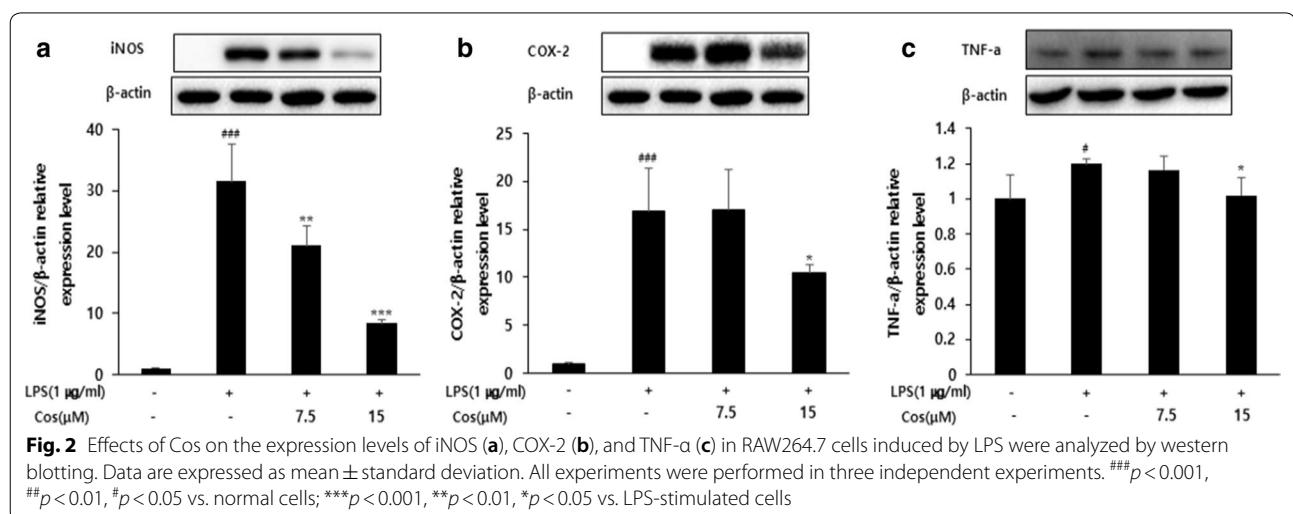 a
iNOS
β-actin
iNOS/β-actin relative
expression level
40
30
20
10
0
###
**
***
LPS(1 μg/ml)
- + + +
Cos(μM)
- - 7.5 15
b
COX-2
β-actin
COX-2/β-actin relative
expression level
25
20
15
10
5
0
###
*
- + + +
- - 7.5 15
c
TNF-a
β-actin
TNF-a/β-actin relative
expression level
1.4
1.2
1
0.8
0.6
0.4
0.2
0
#
*
LPS(1 μg/ml)
- + + +
Cos(μM)
- - 7.5 15
Fig. 2 Effects of Cos on the expression levels of iNOS (a), COX-2 (b), and TNF-α (c) in RAW264.7 cells induced by LPS were analyzed by western
blotting. Data are expressed as mean ± standard deviation. All experiments were performed in three independent experiments. ###p < 0.001,
##p < 0.01, #p < 0.05 vs. normal cells; ***p < 0.001, **p < 0.01, *p < 0.05 vs. LPS-stimulated cells